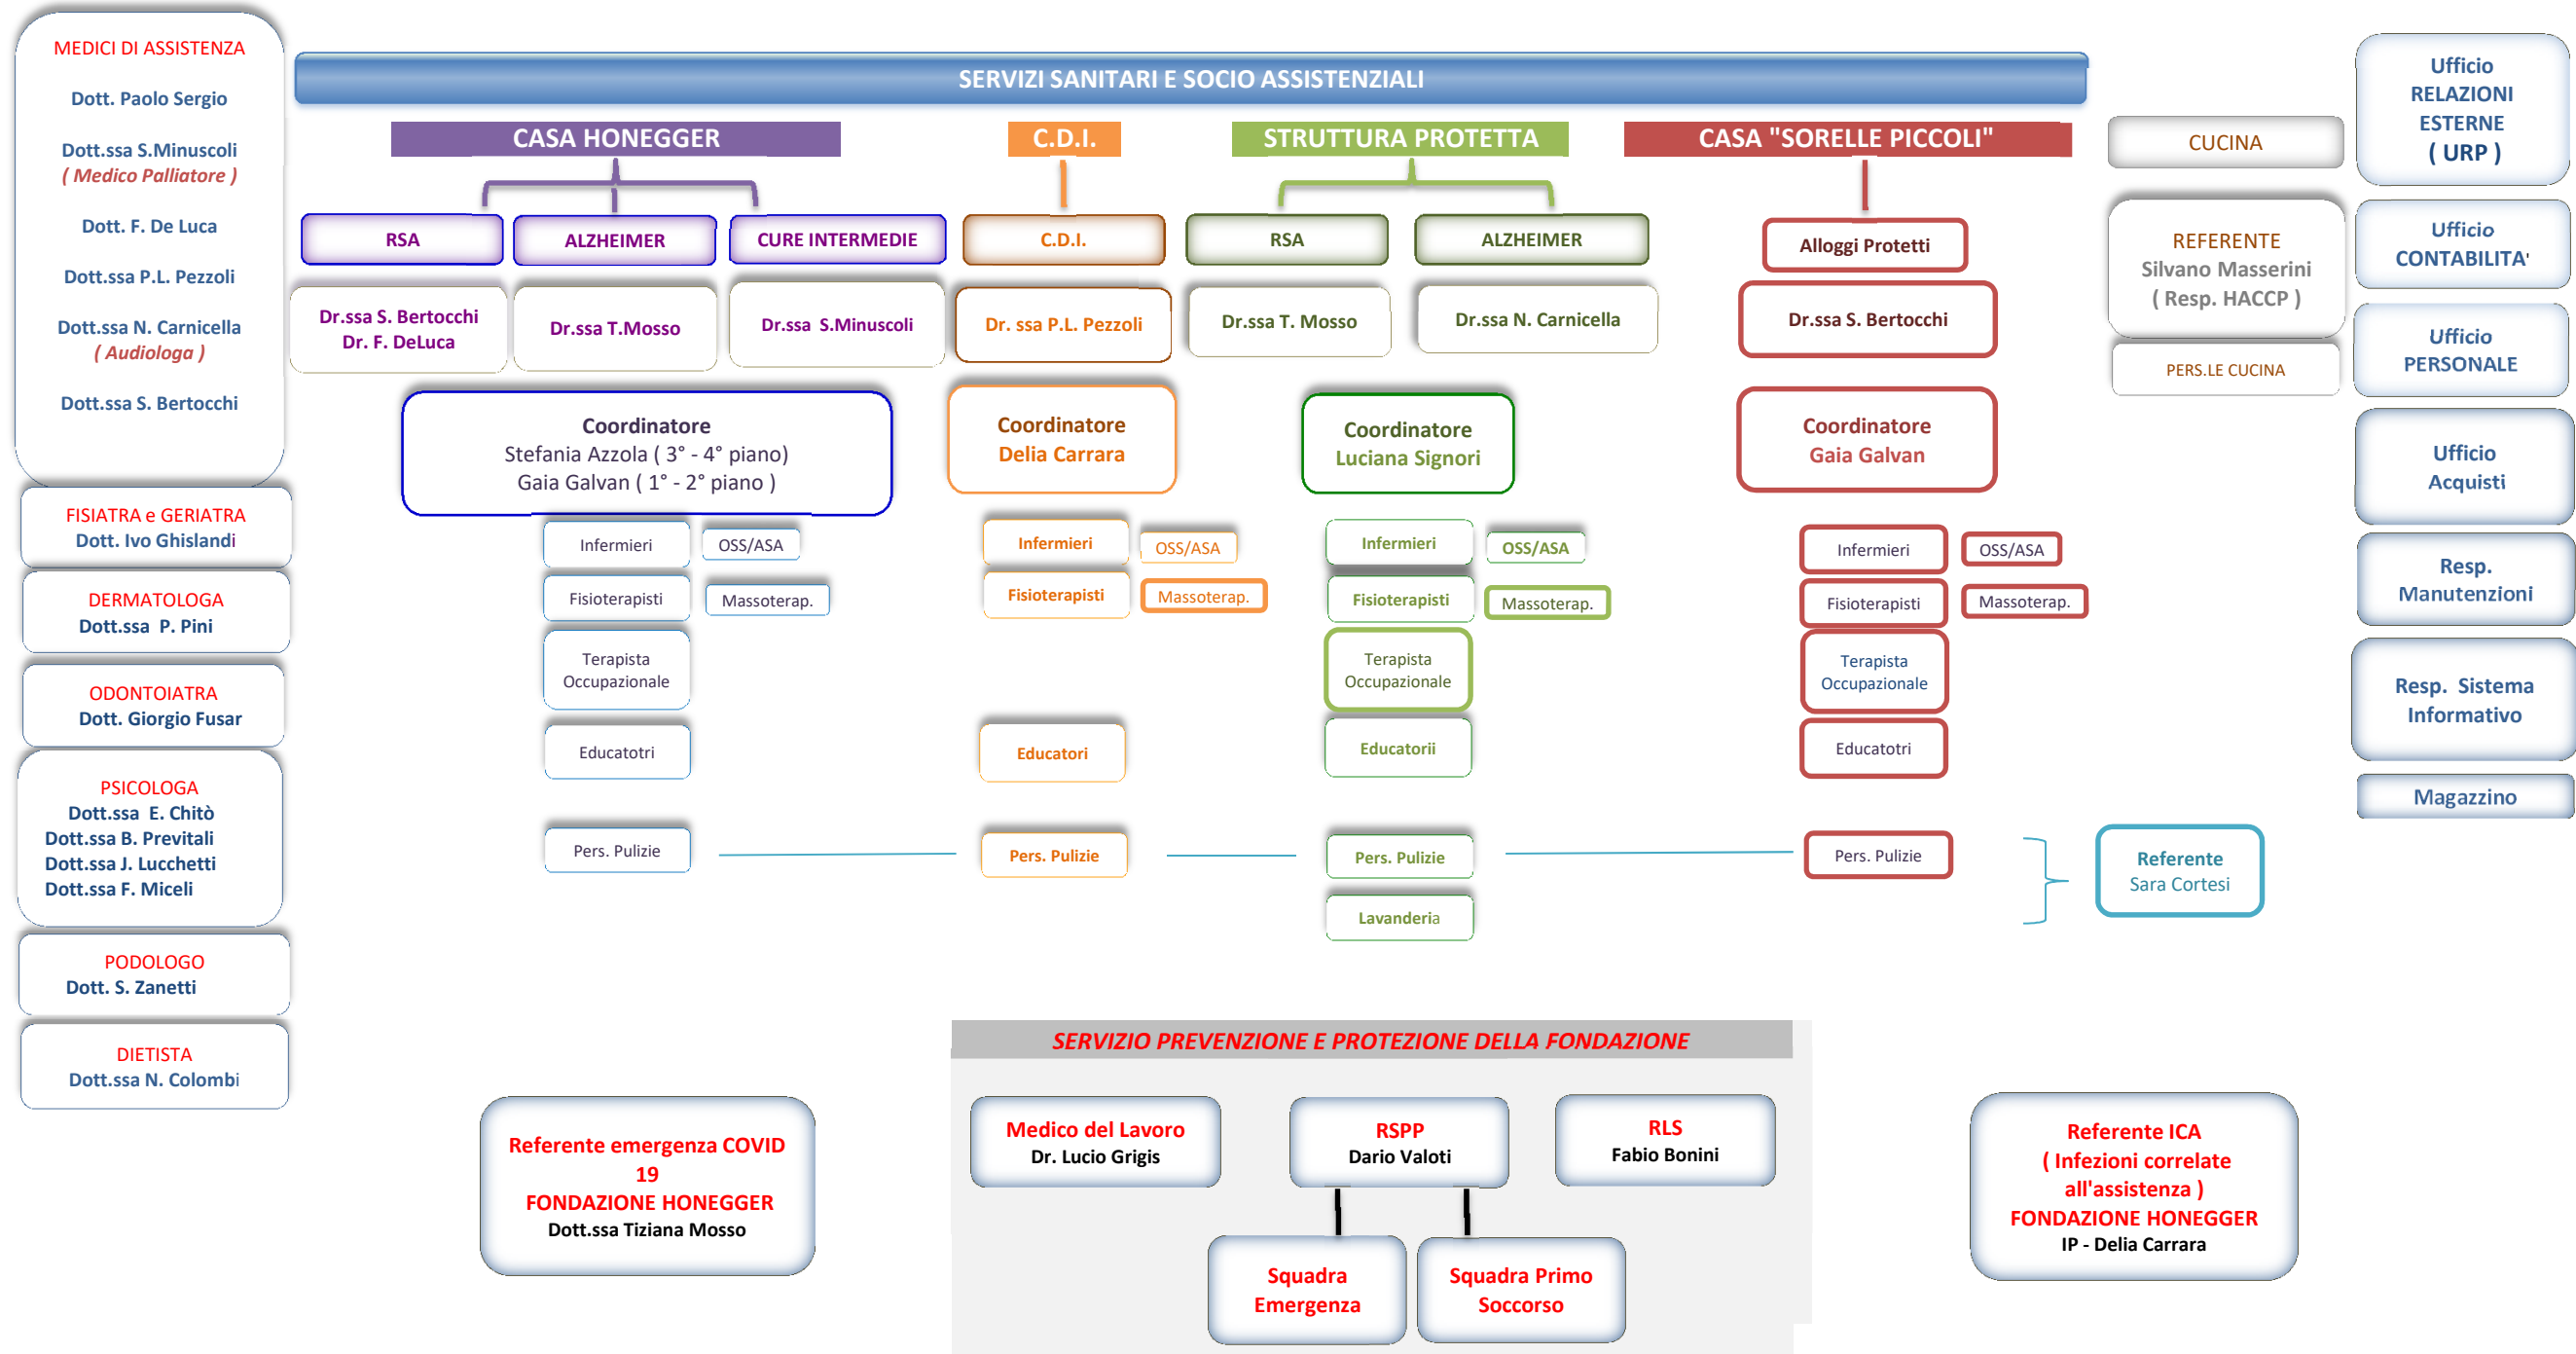 MEDICI DI ASSISTENZA
Dott. Paolo Sergio
Dott.ssa S.Minuscoli
( Medico Palliatore )
Dott. F. De Luca
Dott.ssa P.L. Pezzoli
Dott.ssa N. Carnicella
( Audiologa )
Dott.ssa S. Bertocchi
FISIATRA e GERIATRA
Dott. Ivo Ghislandi
DERMATOLOGA
Dott.ssa P. Pini
ODONTOIATRA
Dott. Giorgio Fusar
PSICOLOGA
Dott.ssa E. Chitò
Dott.ssa B. Previtali
Dott.ssa J. Lucchetti
Dott.ssa F. Miceli
PODOLOGO
Dott. S. Zanetti
DIETISTA
Dott.ssa N. Colombi
SERVIZI SANITARI E SOCIO ASSISTENZIALI
CASA HONEGGER
RSA
ALZHEIMER
CURE INTERMEDIE
Dr.ssa S. Bertocchi
Dr. F. DeLuca
Dr.ssa T.Mosso
Dr.ssa S.Minuscoli
Coordinatore
Stefania Azzola ( 3° - 4° piano)
Gaia Galvan ( 1° - 2° piano )
Infermieri
OSS/ASA
Fisioterapisti
Massoterap.
Terapista
Occupazionale
Educatotri
Pers. Pulizie
C.D.I.
C.D.I.
Dr. ssa P.L. Pezzoli
Coordinatore
Delia Carrara
Infermieri
OSS/ASA
Fisioterapisti
Massoterap.
Educatori
Pers. Pulizie
STRUTTURA PROTETTA
RSA
ALZHEIMER
Dr.ssa T. Mosso
Dr.ssa N. Carnicella
Coordinatore
Luciana Signori
Infermieri
OSS/ASA
Fisioterapisti
Massoterap.
Terapista
Occupazionale
Educatorii
Pers. Pulizie
Lavanderia
CASA "SORELLE PICCOLI"
Alloggi Protetti
Dr.ssa S. Bertocchi
Coordinatore
Gaia Galvan
Infermieri
OSS/ASA
Fisioterapisti
Massoterap.
Terapista
Occupazionale
Educatotri
Pers. Pulizie
Referente
Sara Cortesi
CUCINA
REFERENTE
Silvano Masserini
( Resp. HACCP )
PERS.LE CUCINA
Ufficio
RELAZIONI
ESTERNE
( URP )
Ufficio
CONTABILITA'
Ufficio
PERSONALE
Ufficio
Acquisti
Resp.
Manutenzioni
Resp. Sistema
Informativo
Magazzino
Referente emergenza COVID
19
FONDAZIONE HONEGGER
Dott.ssa Tiziana Mosso
SERVIZIO PREVENZIONE E PROTEZIONE DELLA FONDAZIONE
Medico del Lavoro
Dr. Lucio Grigis
RSPP
Dario Valoti
RLS
Fabio Bonini
Squadra
Emergenza
Squadra Primo
Soccorso
Referente ICA
( Infezioni correlate
all'assistenza )
FONDAZIONE HONEGGER
IP - Delia Carrara